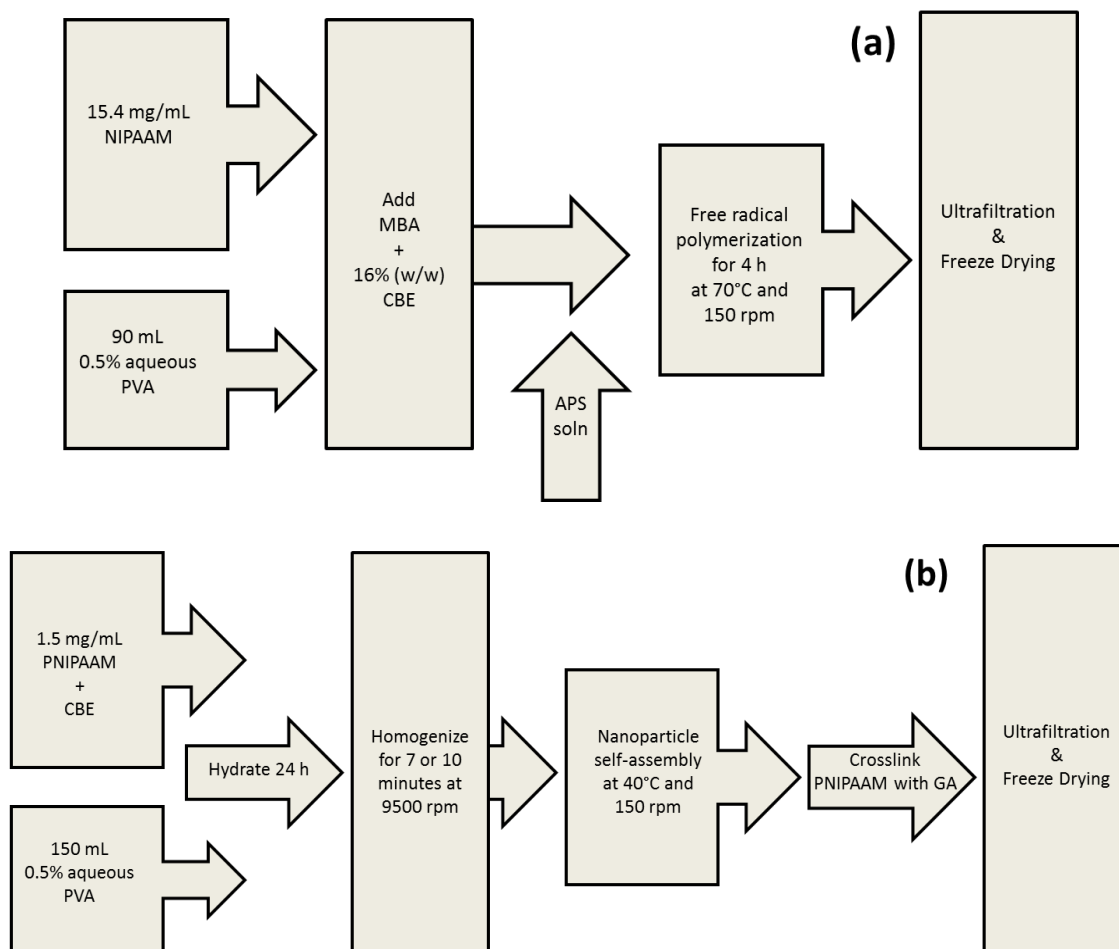 (a)
15.4 mg/mL
NIPAAM
90 mL
0.5% aqueous
PVA
Add
MBA
+
16% (w/w)
CBE
APS
soln
Free radical
polymerization
for 4 h
at 70°C and
150 rpm
Ultrafiltration
&
Freeze Drying
(b)
1.5 mg/mL
PNIPAAM
+
CBE
150 mL
0.5% aqueous
PVA
Hydrate 24 h
Homogenize
for 7 or 10
minutes at
9500 rpm
Nanoparticle
self-assembly
at 40°C and
150 rpm
Crosslink
PNIPAAM with GA
Ultrafiltration
&
Freeze Drying